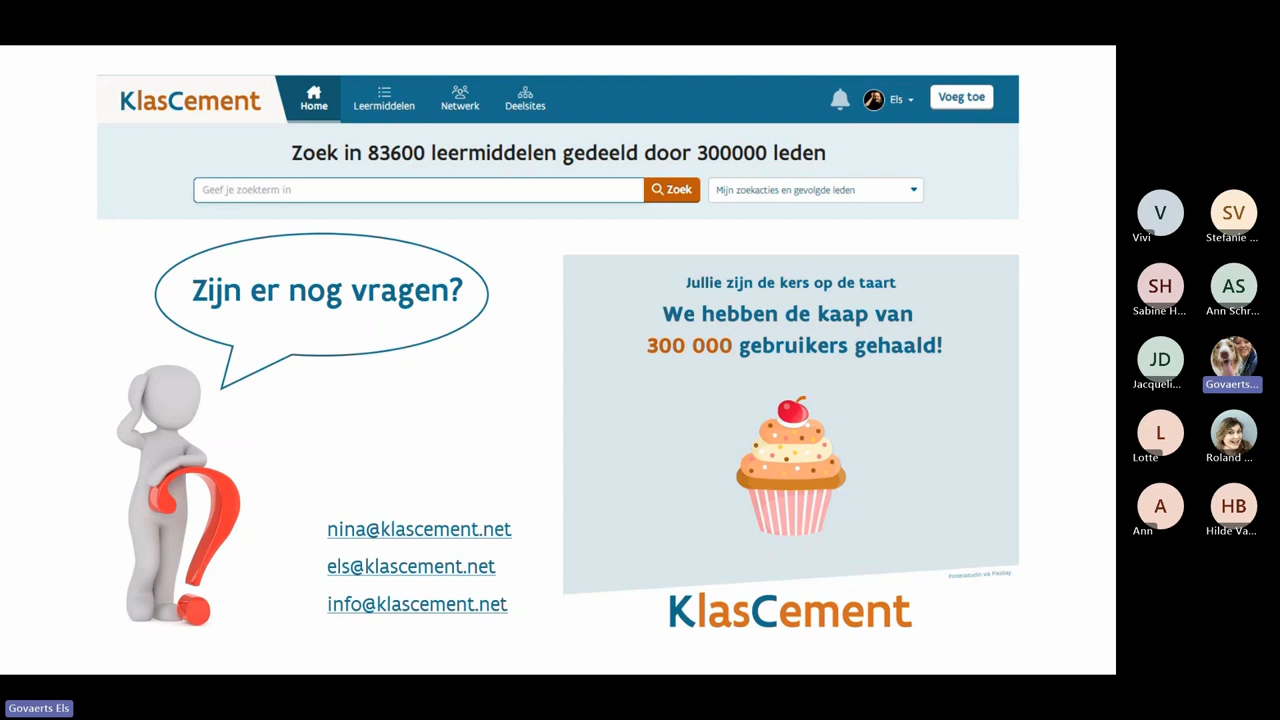 KlasCement
Home
Leermiddelen
Netwerk
Deelsites
Els
Voeg toe
Zoek in 83600 leermiddelen gedeeld door 300000 leden
Geef je zoekterm in
Zoek
Mijn zoekacties en gevolgde leden
Zijn er nog vragen?
nina@klascement.net
els@klascement.net
info@klascement.net
Jullie zijn de kers op de taart
We hebben de kaap van
300 000 gebruikers gehaald!
via Pixabay
KlasCement
V
Vivi
SV
Stefanie ...
SH
Sabine H...
AS
Ann Schr...
JD
Jacqueli...
Govaerts...
L
Lotte
Roland ...
A
Ann
HB
Hilde Va...
Govaerts Els